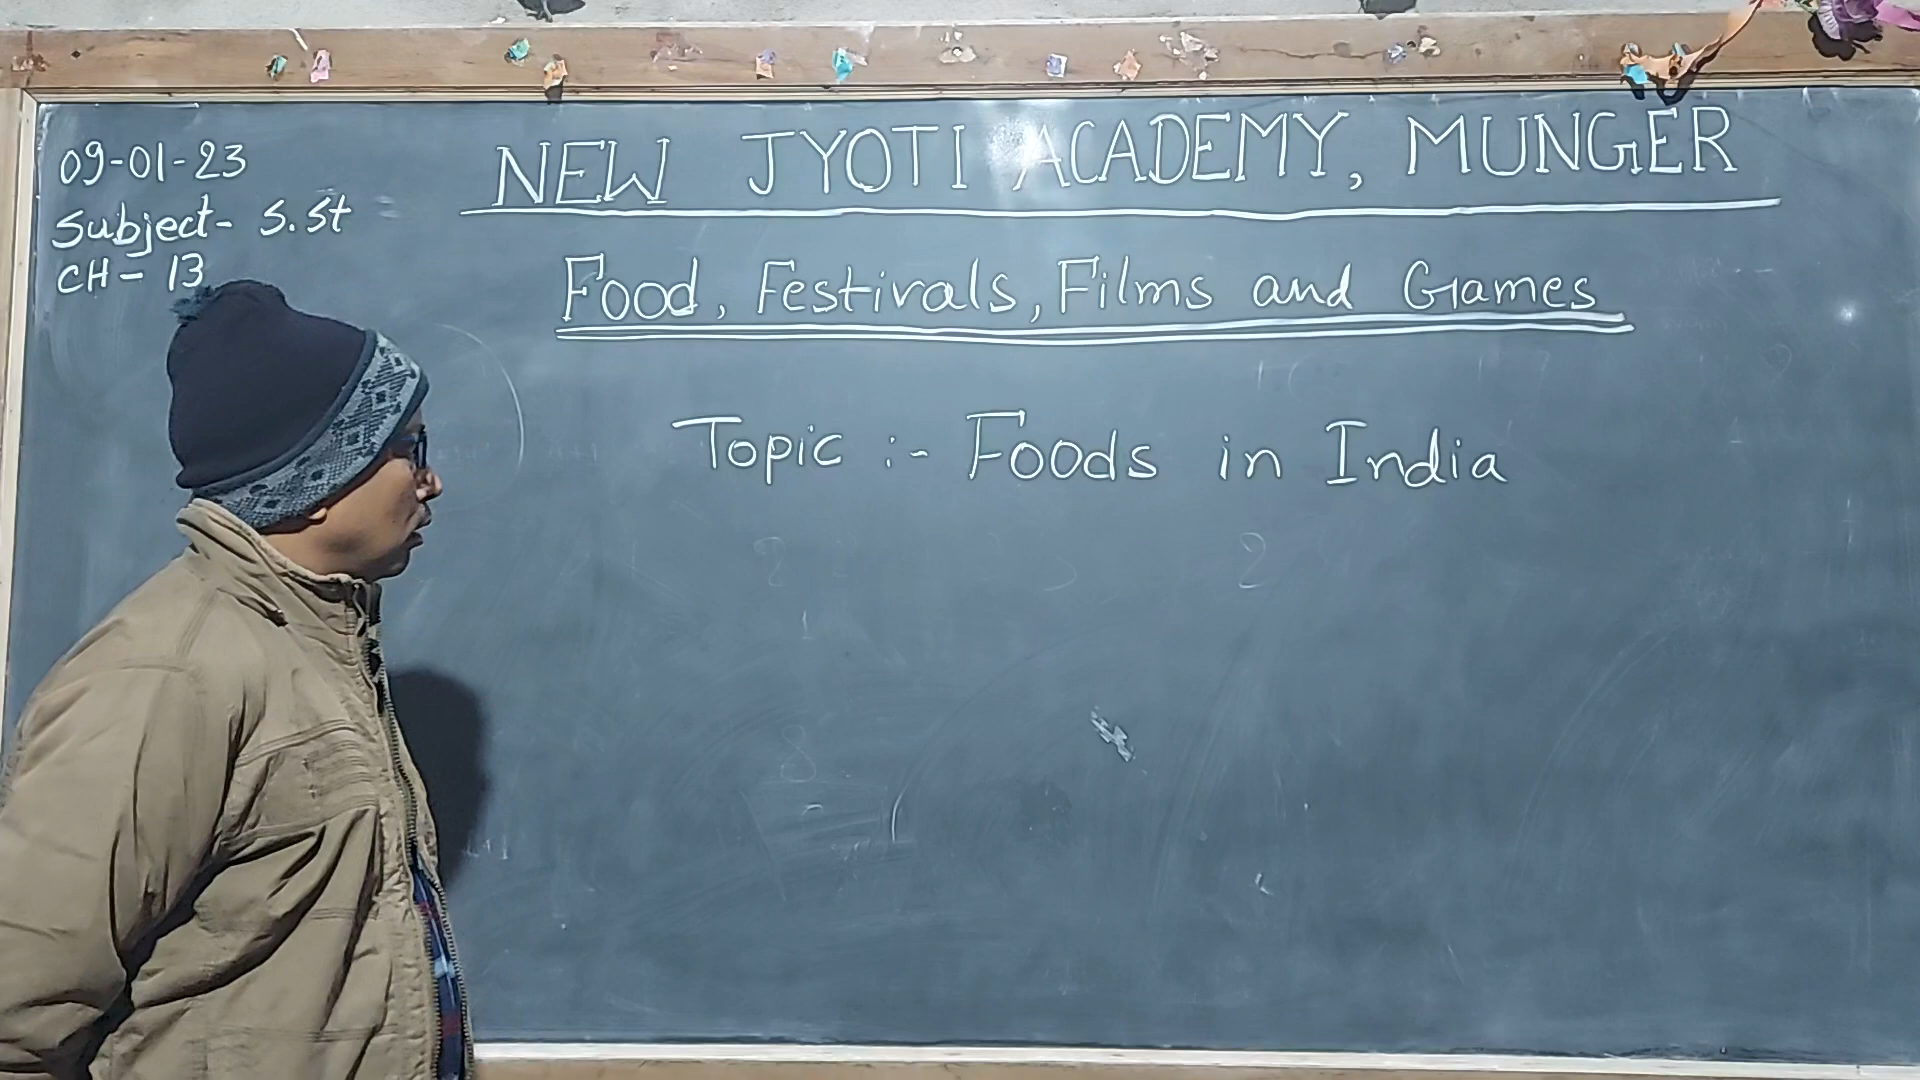 09-01-23
Subject- S.St
CH- 13
NEW JYOTI ACADEMY, MUNGER
Food, Festivals, Films and Games
Topic :- Foods in India